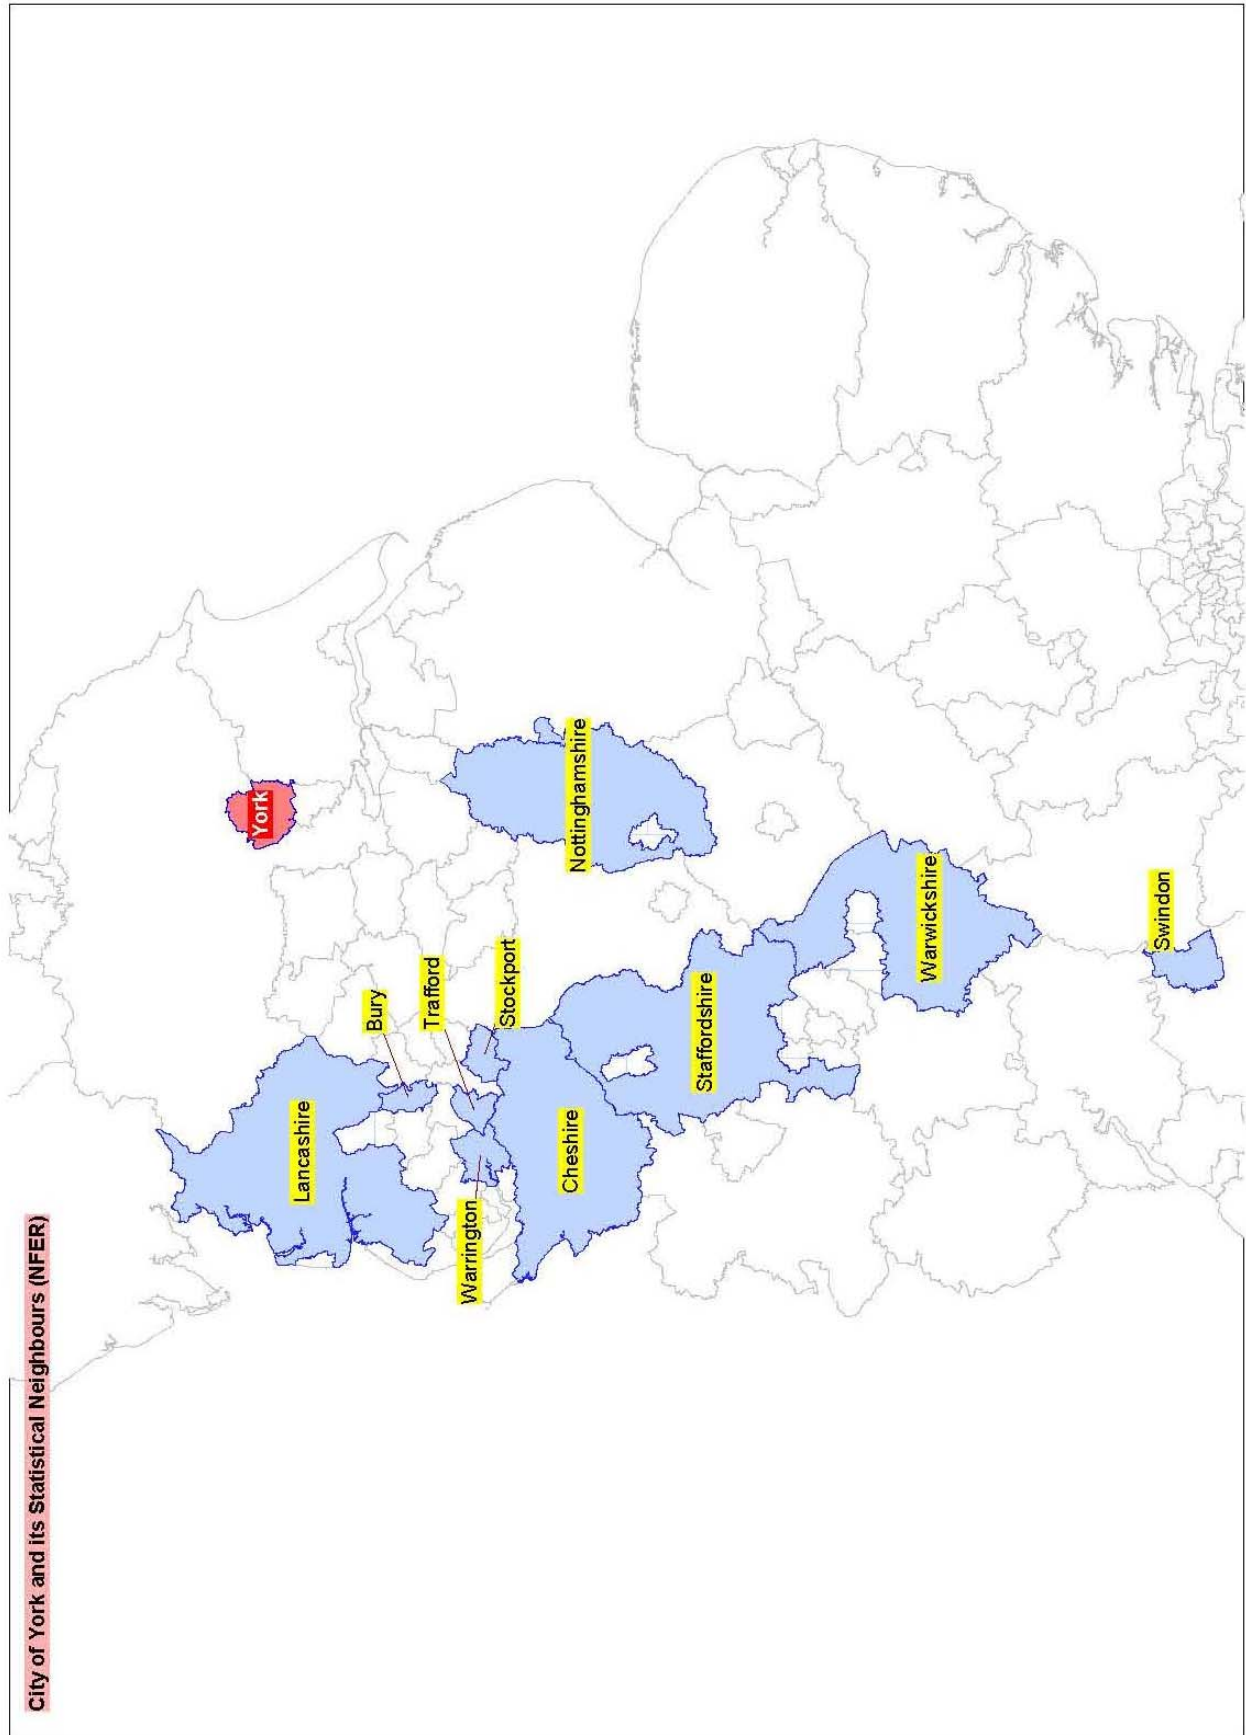 City of York and its Statistical Neighbours (NFER)
York
Lancashire
Bury
Trafford
Stockport
Warrington
Cheshire
Nottinghamshire
Staffordshire
Warwickshire
Swindon